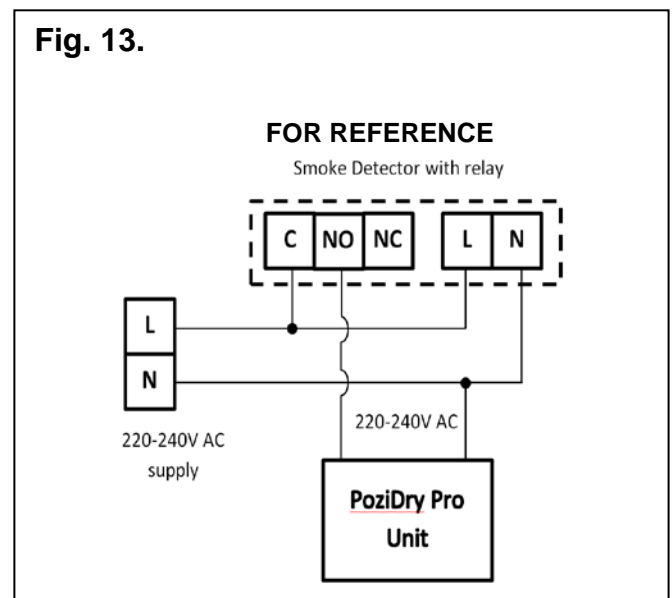 Fig. 13.
FOR REFERENCE
Smoke Detector with relay
C NO NC L N
L
N
220-240V AC
supply
220-240V AC
PoziDry Pro
Unit